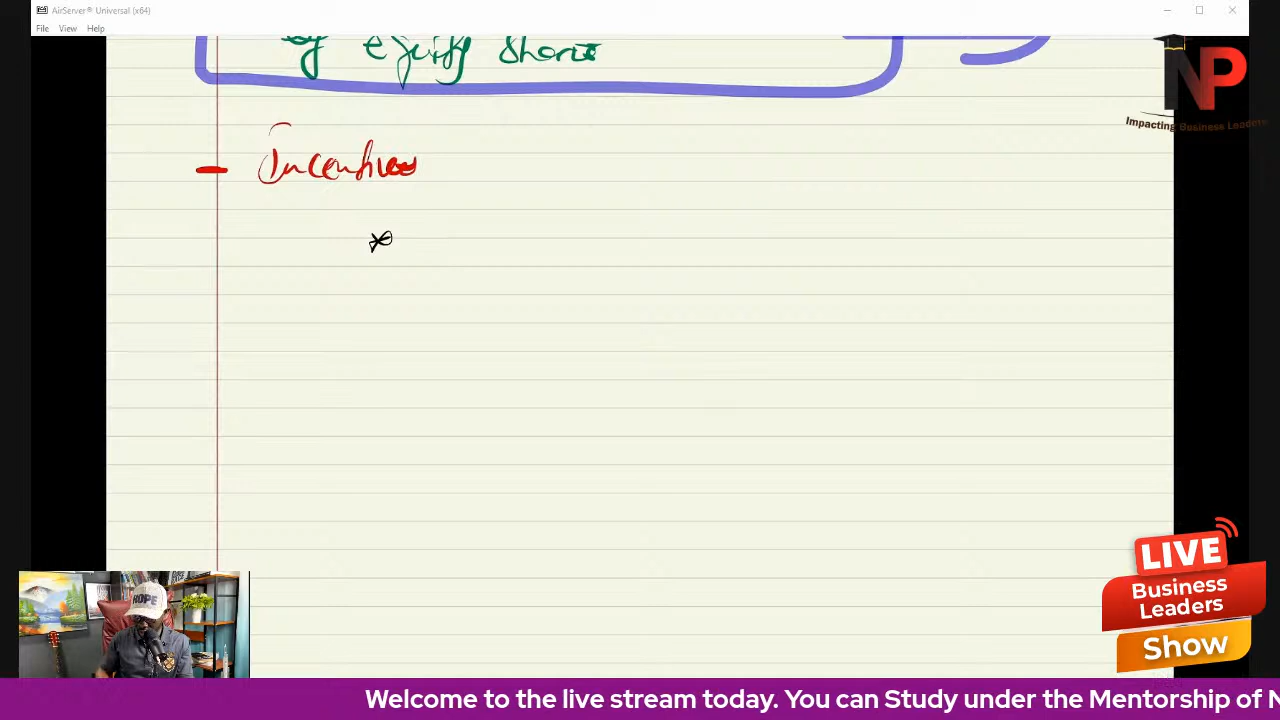 AirServer® Universal (x64)
File View Help
of equity Shares
NP
Impacting Business Leaders
- Incentives
HOPE
LIVE
Business
Leaders
Show
Welcome to the live stream today. You can Study under the Mentorship of N